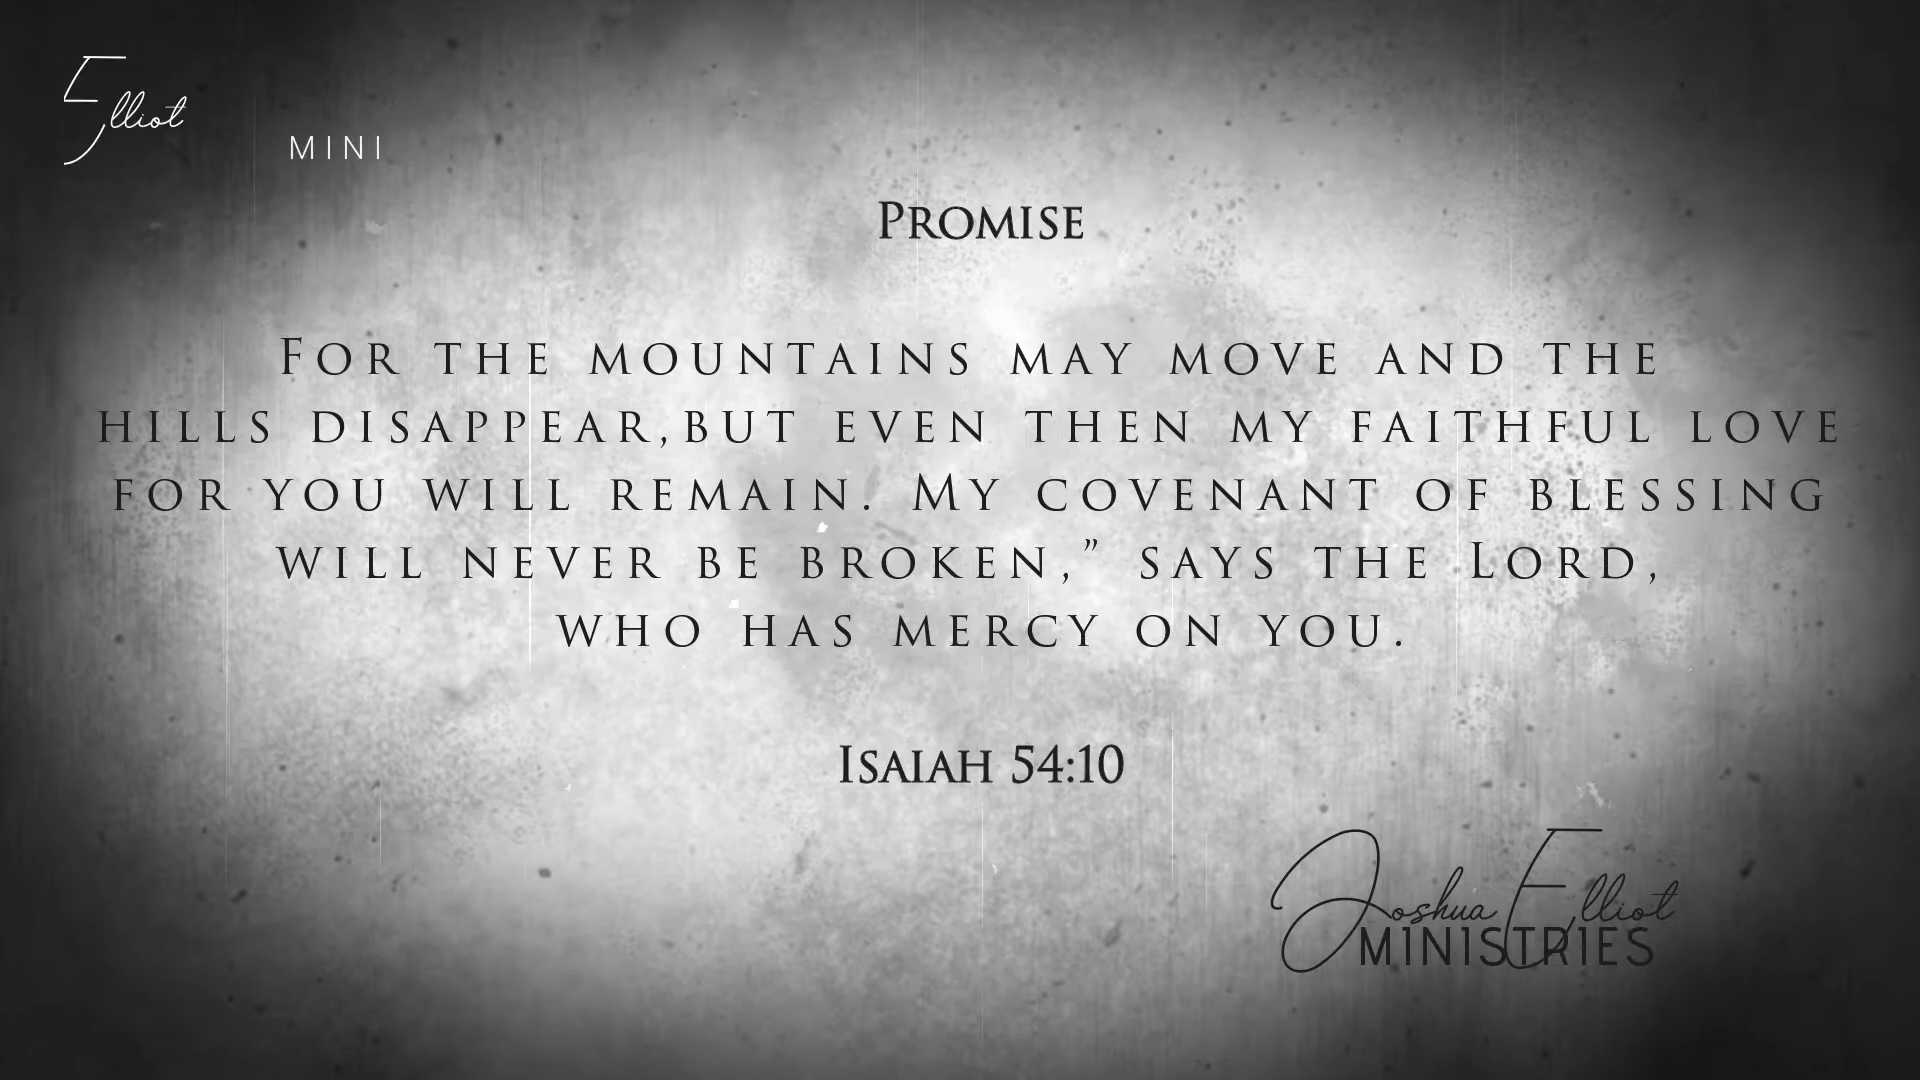 Elliot
MINI
Promise
For the mountains may move and the
hills disappear,but even then my faithful love
for you will remain. My covenant of blessing
will never be broken,” says the Lord,
who has mercy on you.
Isaiah 54:10
Joshua Elliot
MINISTRIES